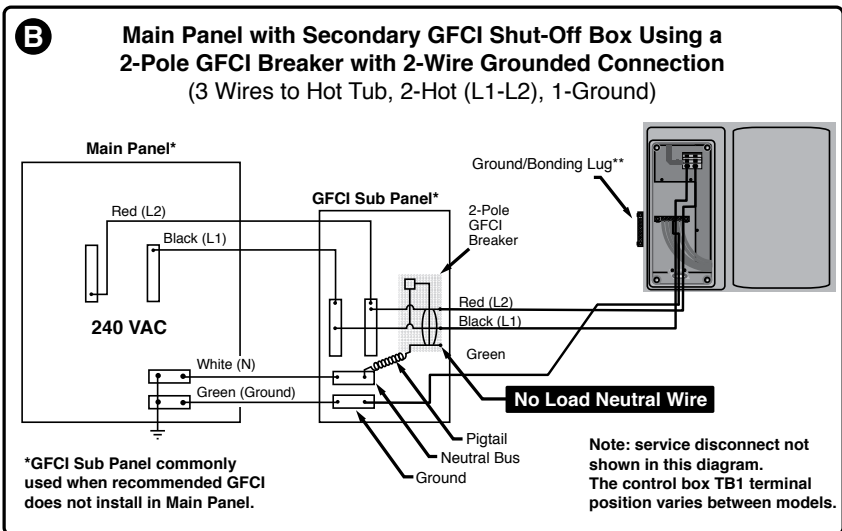 B
Main Panel with Secondary GFCI Shut-Off Box Using a
2-Pole GFCI Breaker with 2-Wire Grounded Connection
(3 Wires to Hot Tub, 2-Hot (L1-L2), 1-Ground)
Main Panel*
Ground/Bonding Lug**
GFCI Sub Panel*
2-Pole
GFCI
Breaker
Red (L2)
Black (L1)
240 VAC
Red (L2)
Black (L1)
Green
White (N)
Green (Ground)
No Load Neutral Wire
Pigtail
Neutral Bus
Ground
*GFCI Sub Panel commonly
used when recommended GFCI
does not install in Main Panel.
Note: service disconnect not
shown in this diagram.
The control box TB1 terminal
position varies between models.